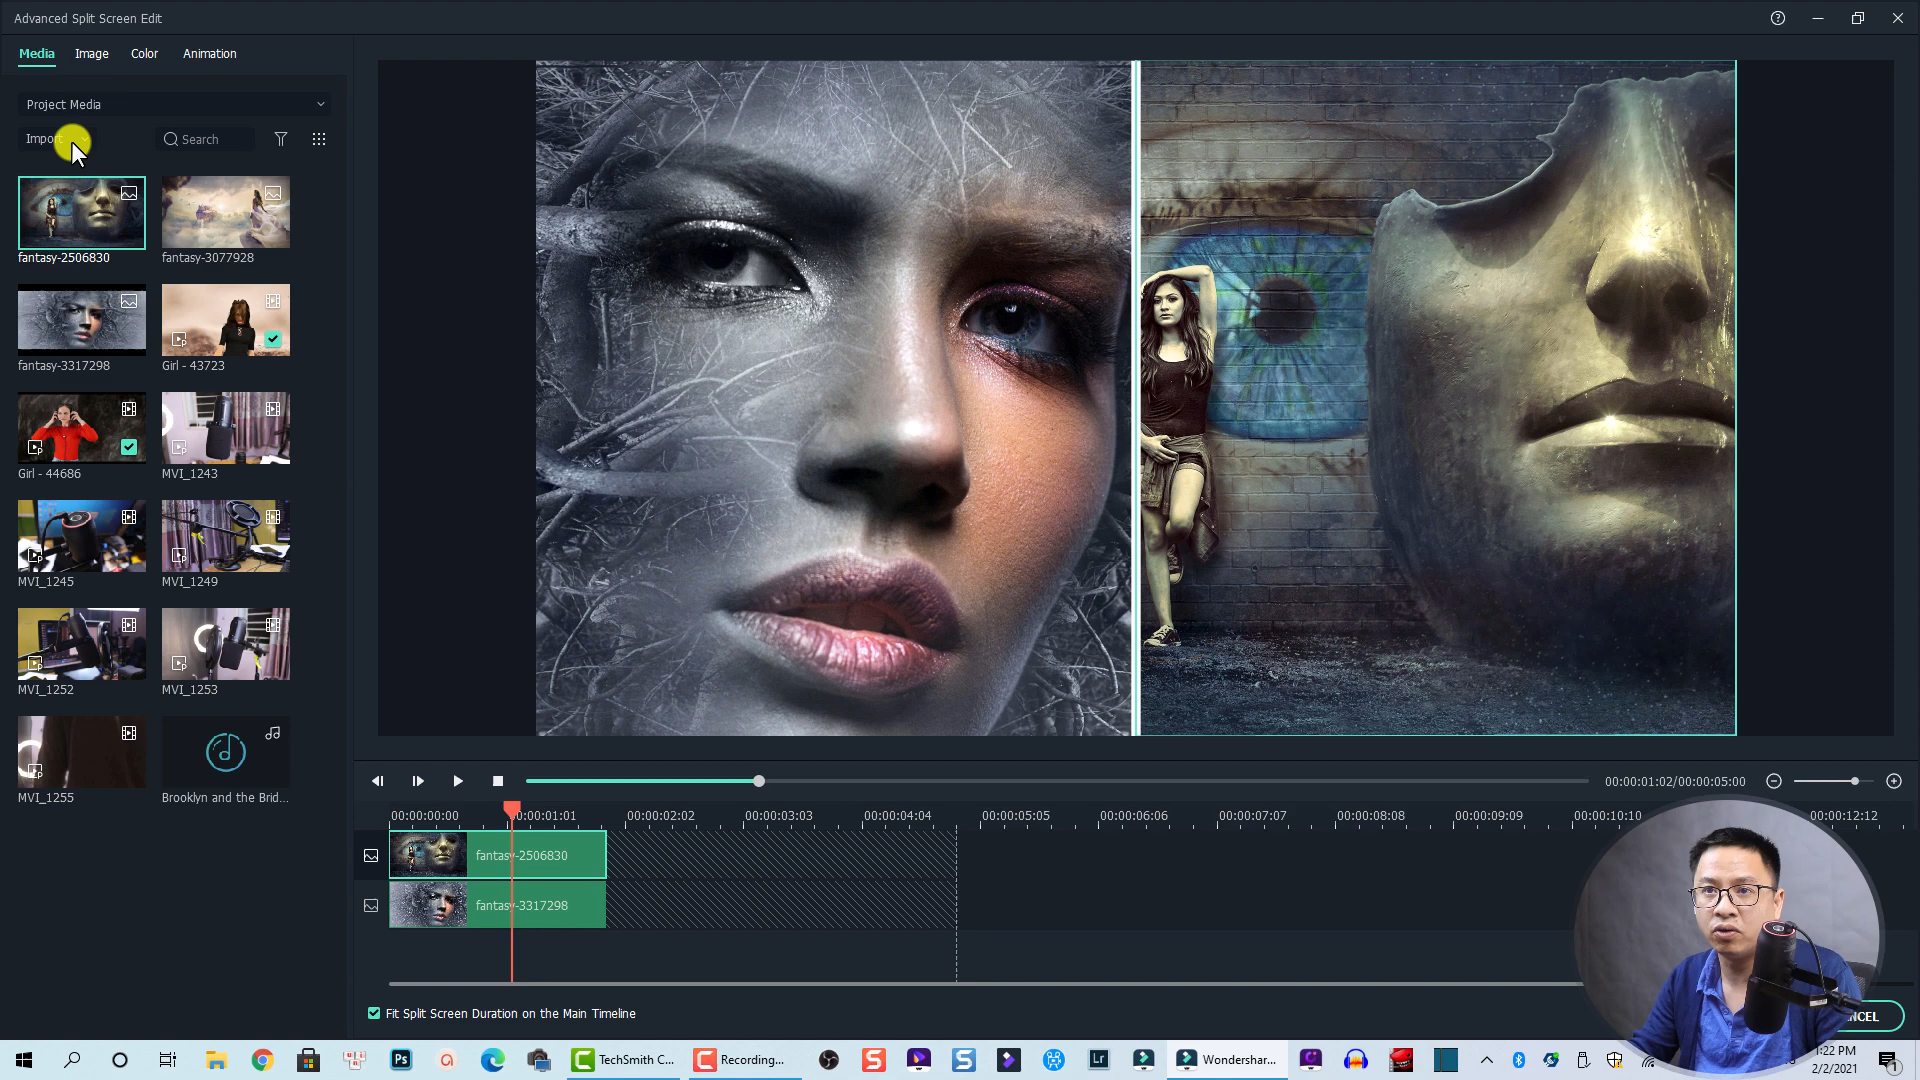 Advanced Split Screen Edit
Media Image Color Animation
Project Media
Import Search
fantasy-2506830 fantasy-3077928
fantasy-3317298 Girl - 43723
Girl - 44686 MVI_1243
MVI_1245 MVI_1249
MVI_1252 MVI_1253
MVI_1255 Brooklyn and the Brid...
00:00:01:02/00:00:05:00
00:00:00:00 00:00:01:01 00:00:02:02 00:00:03:03 00:00:04:04 00:00:05:05 00:00:06:06 00:00:07:07 00:00:08:08 00:00:09:09 00:00:10:10 00:00:12:12
fantasy-2506830
fantasy-3317298
Fit Split Screen Duration on the Main Timeline
TechSmith C... Recording... Wondershar...
Ps Lr
1:22 PM
2/2/2021